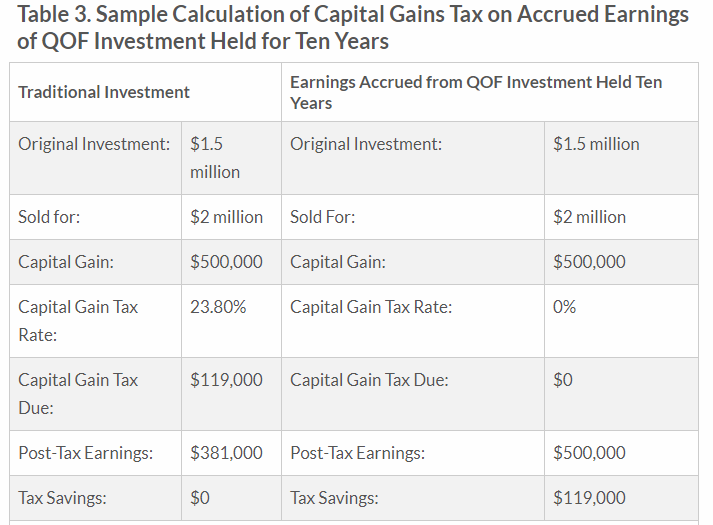 Table 3. Sample Calculation of Capital Gains Tax on Accrued Earnings
of QOF Investment Held for Ten Years
Traditional Investment
Earnings Accrued from QOF Investment Held Ten
Years
Original Investment: $1.5
million
Original Investment: $1.5 million
Sold for: $2 million Sold For: $2 million
Capital Gain: $500,000 Capital Gain: $500,000
Capital Gain Tax
Rate:
23.80% Capital Gain Tax Rate: 0%
Capital Gain Tax
Due:
$119,000 Capital Gain Tax Due: $0
Post-Tax Earnings: $381,000 Post-Tax Earnings: $500,000
Tax Savings: $0 Tax Savings: $119,000